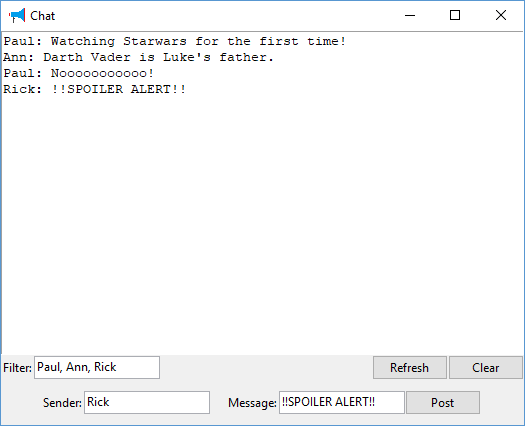 Chat
Paul: Watching Starwars for the first time!
Ann: Darth Vader is Luke's father.
Paul: Nooooooooooo!
Rick: !!SPOILER ALERT!!
Filter: Paul, Ann, Rick Refresh Clear
Sender: Rick Message: !!SPOILER ALERT!! Post